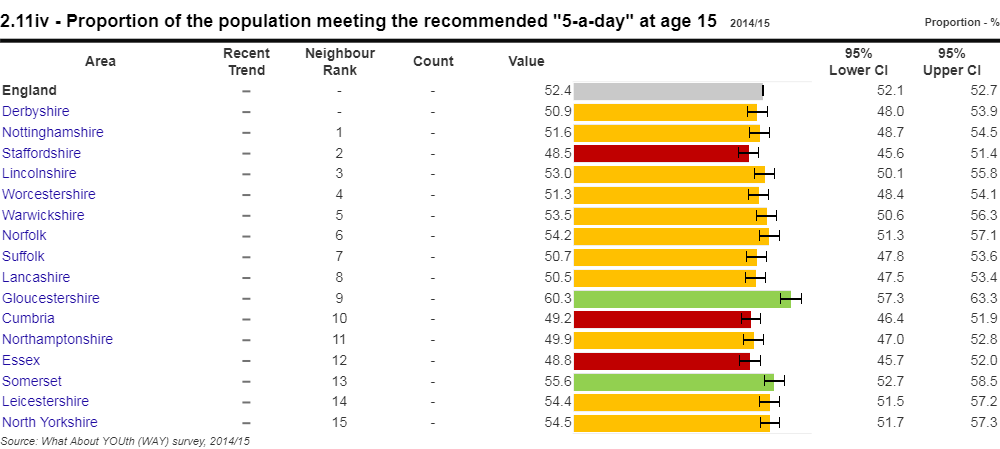 2.11iv - Proportion of the population meeting the recommended "5-a-day" at age 15 2014/15 Proportion - %
Area Recent Trend Neighbour Rank Count Value 95% Lower CI 95% Upper CI
England – - - 52.4 52.1 52.7
Derbyshire – - - 50.9 48.0 53.9
Nottinghamshire – 1 - 51.6 48.7 54.5
Staffordshire – 2 - 48.5 45.6 51.4
Lincolnshire – 3 - 53.0 50.1 55.8
Worcestershire – 4 - 51.3 48.4 54.1
Warwickshire – 5 - 53.5 50.6 56.3
Norfolk – 6 - 54.2 51.3 57.1
Suffolk – 7 - 50.7 47.8 53.6
Lancashire – 8 - 50.5 47.5 53.4
Gloucestershire – 9 - 60.3 57.3 63.3
Cumbria – 10 - 49.2 46.4 51.9
Northamptonshire – 11 - 49.9 47.0 52.8
Essex – 12 - 48.8 45.7 52.0
Somerset – 13 - 55.6 52.7 58.5
Leicestershire – 14 - 54.4 51.5 57.2
North Yorkshire – 15 - 54.5 51.7 57.3
Source: What About YOUth (WAY) survey, 2014/15